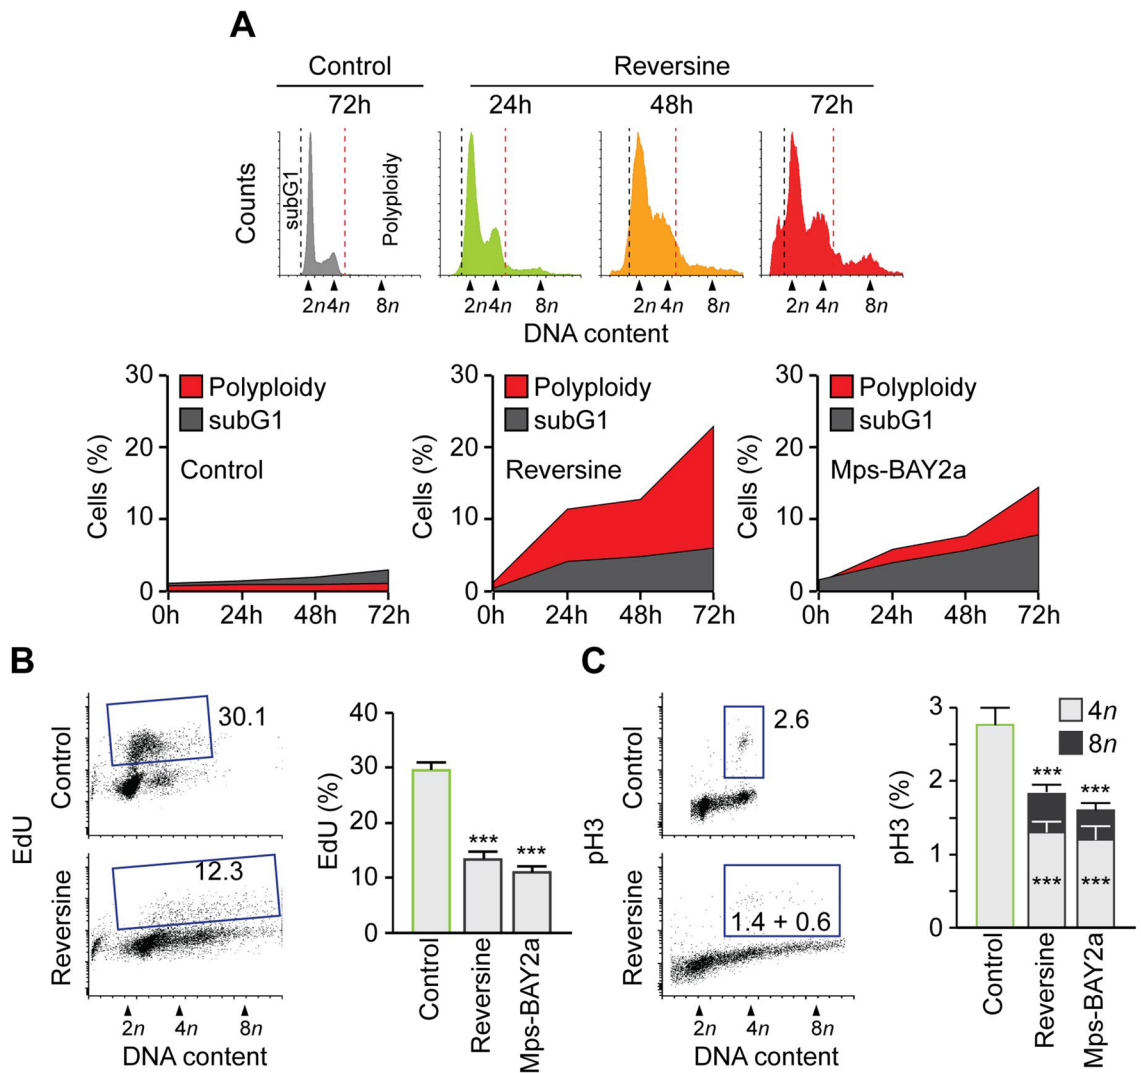 A
Control
Reversine
72h
24h
48h
72h
Counts
subG1
Polyploidy
2n 4n 8n
2n 4n 8n
2n 4n 8n
2n 4n 8n
DNA content
Cells (%)
30
20
10
0
Polyploidy
subG1
Control
0h 24h 48h 72h
Cells (%)
30
20
10
0
Polyploidy
subG1
Reversine
0h 24h 48h 72h
Cells (%)
30
20
10
0
Polyploidy
subG1
Mps-BAY2a
0h 24h 48h 72h
B
EdU
Control
30.1
Reversine
12.3
2n 4n 8n
DNA content
EdU (%)
40
30
20
10
0
***
***
Control
Reversine
Mps-BAY2a
C
pH3
Control
2.6
Reversine
1.4 + 0.6
2n 4n 8n
DNA content
pH3 (%)
3
2
1
0
4n
8n
***
***
***
***
Control
Reversine
Mps-BAY2a